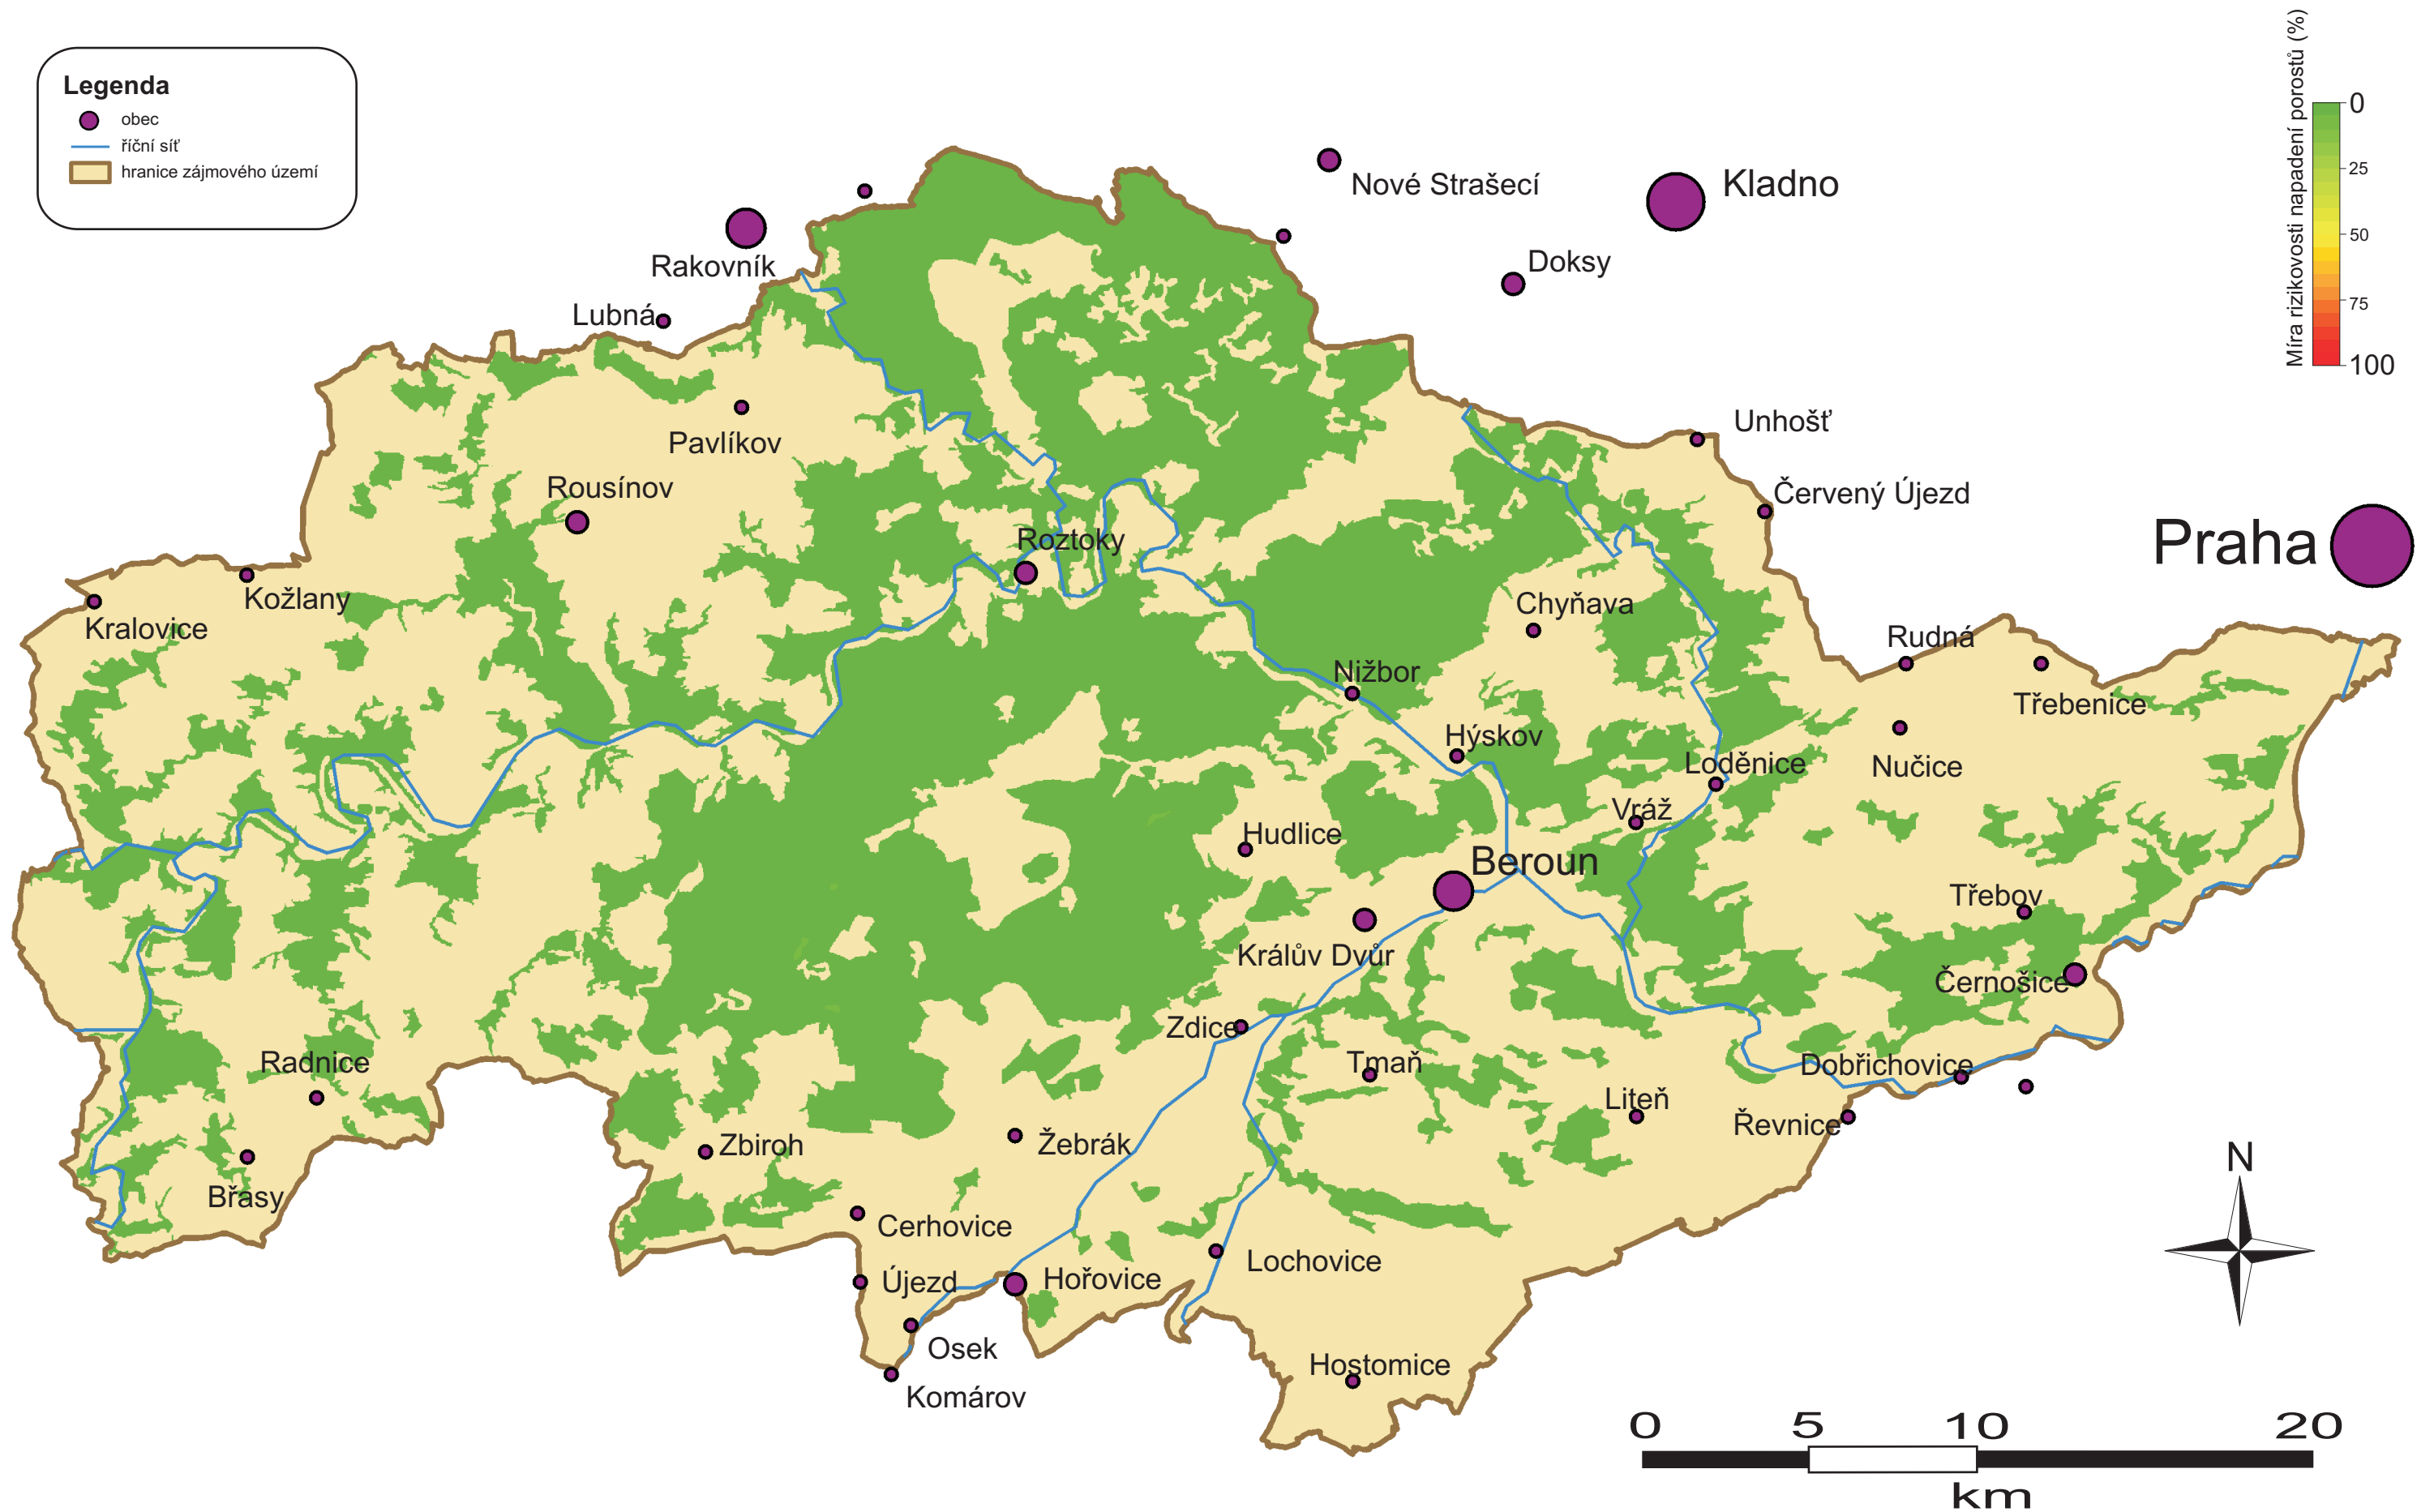 Legenda
obec
říční síť
hranice zájmového území
Míra rizikovosti napadení porostů (%)
0
25
50
75
100
Nové Strašecí
Kladno
Rakovník
Doksy
Lubná
Unhošť
Pavlíkov
Rousínov
Červený Újezd
Praha
Roztoky
Kožlany
Chyňava
Kralovice
Rudná
Nižbor
Třebenice
Hýskov
Loděnice
Nučice
Vráž
Hudlice
Beroun
Třebov
Králův Dvůr
Černošice
Zdice
Radnice
Tmaň
Dobřichovice
Liteň
Řevnice
Zbiroh
Žebrák
N
Břasy
Cerhovice
Lochovice
Újezd
Hořovice
Osek
Hostomice
Komárov
0 5 10 20
km